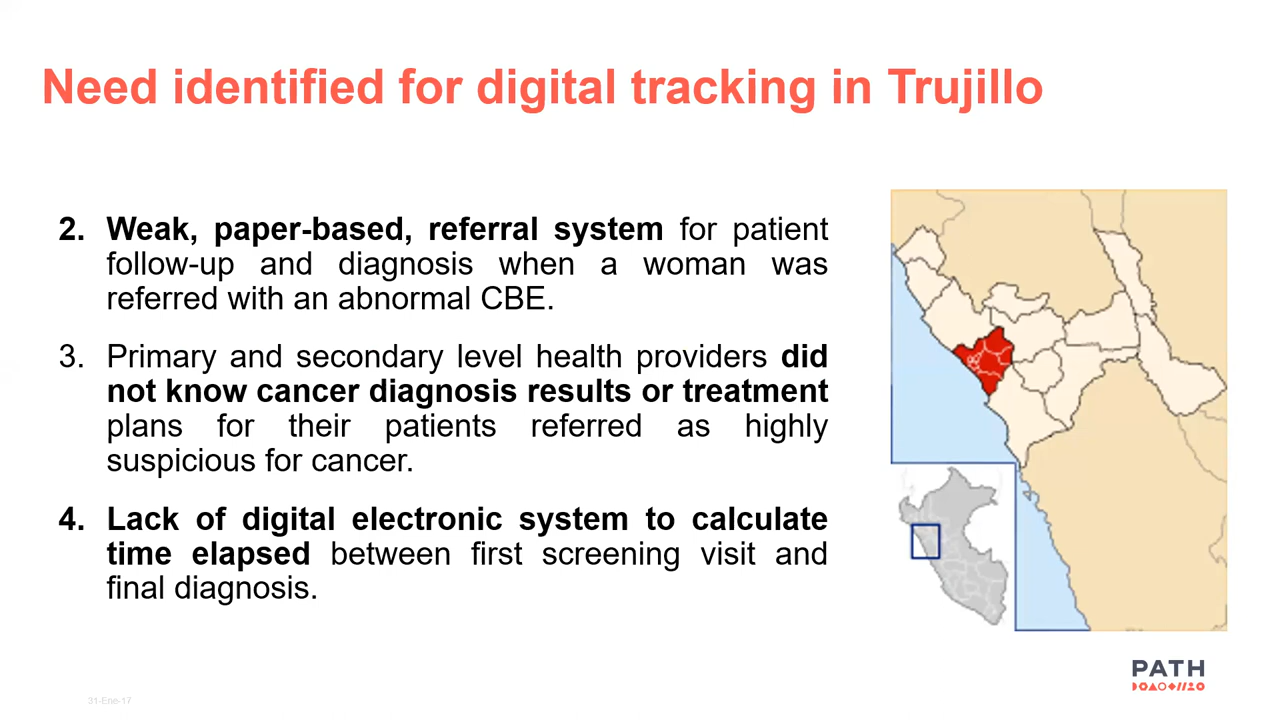 Need identified for digital tracking in Trujillo
2. Weak, paper-based, referral system for patient
follow-up and diagnosis when a woman was
referred with an abnormal CBE.
3. Primary and secondary level health providers did
not know cancer diagnosis results or treatment
plans for their patients referred as highly
suspicious for cancer.
4. Lack of digital electronic system to calculate
time elapsed between first screening visit and
final diagnosis.
PATH
31-Ene-17